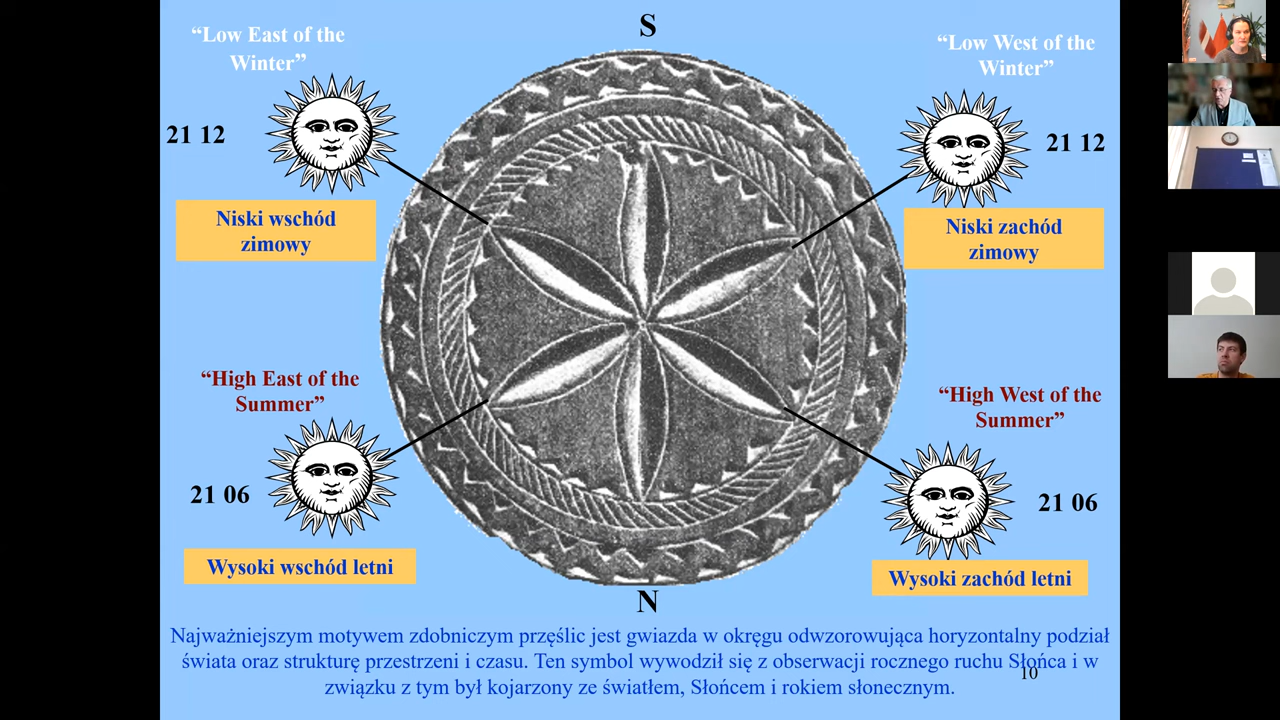 S
“Low East of the
Winter”
“Low West of the
Winter”
21 12
21 12
Niski wschód
zimowy
Niski zachód
zimowy
“High East of the
Summer”
“High West of the
Summer”
21 06
21 06
Wysoki wschód letni
Wysoki zachód letni
N
Najważniejszym motywem zdobniczym przęślic jest gwiazda w okręgu odwzorowująca horyzontalny podział
świata oraz strukturę przestrzeni i czasu. Ten symbol wywodził się z obserwacji rocznego ruchu Słońca i w
związku z tym był kojarzony ze światłem, Słońcem i rokiem słonecznym.
10